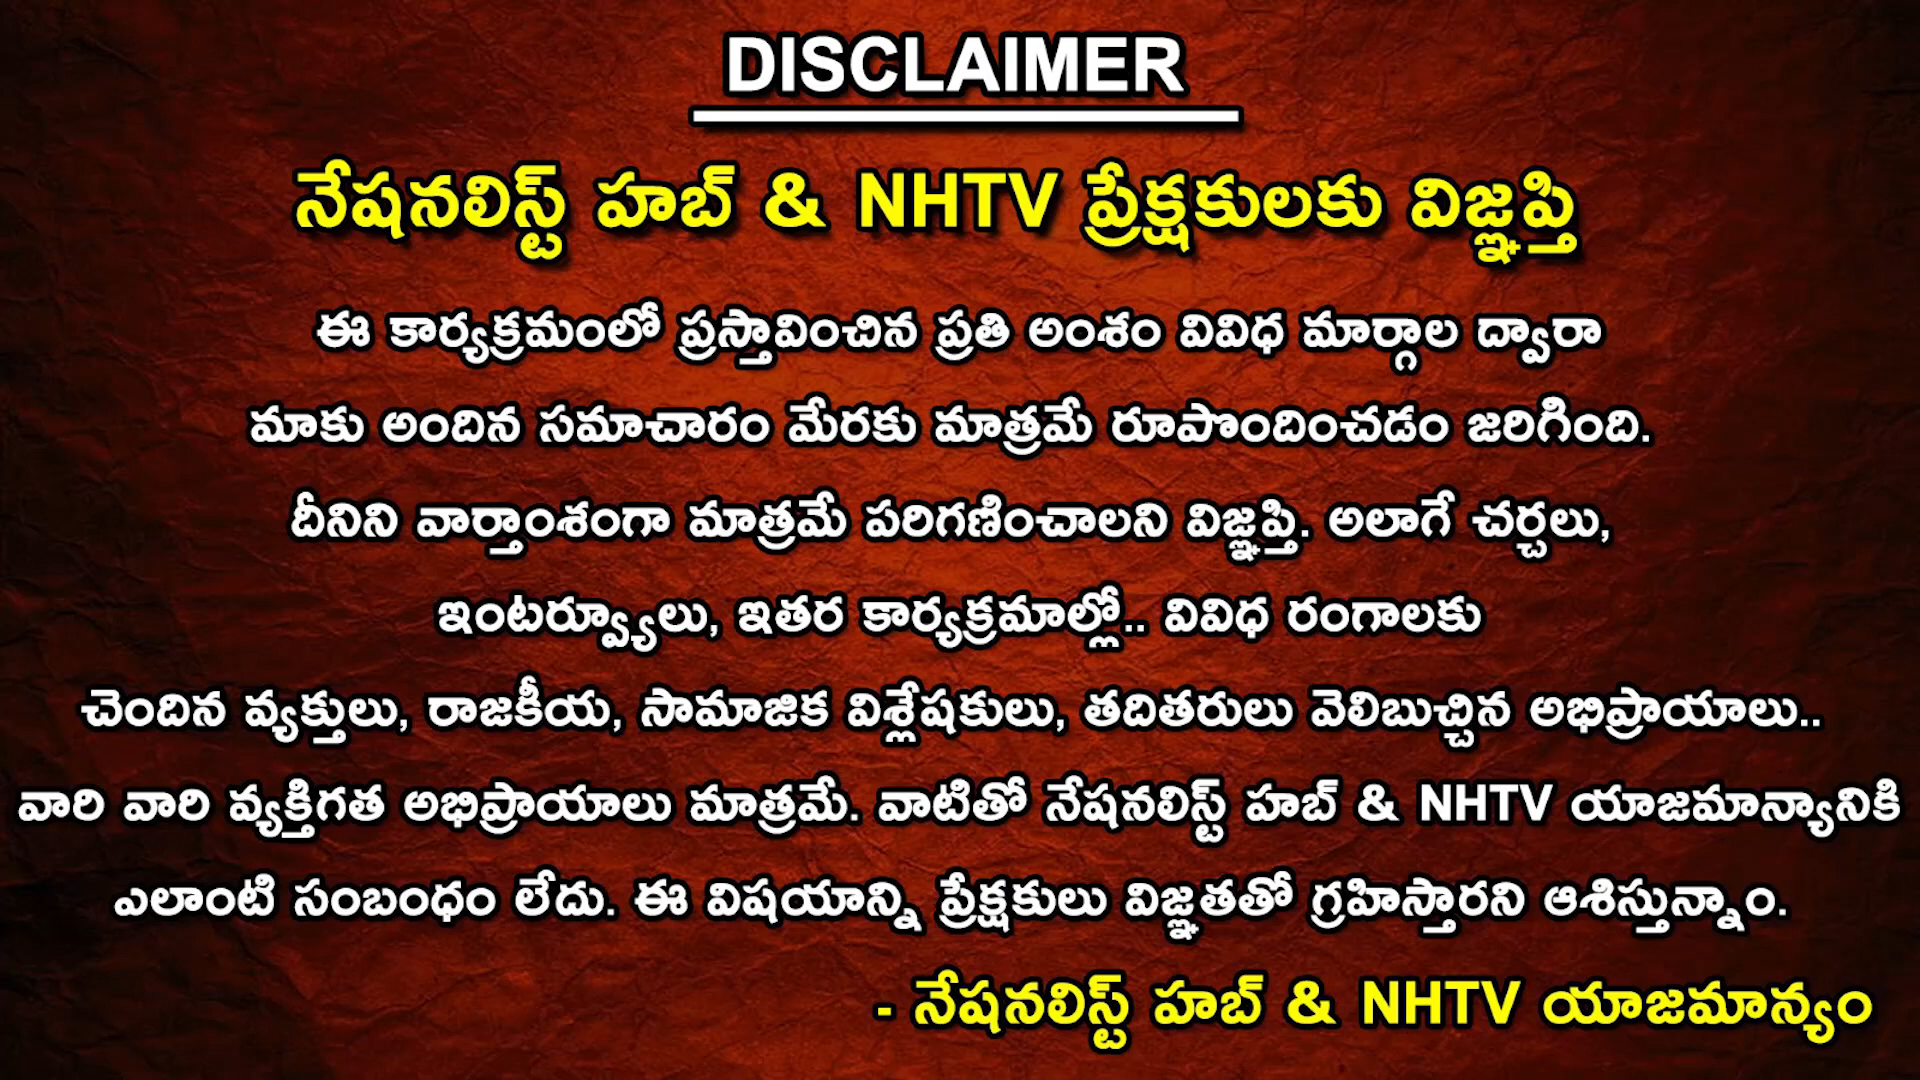 DISCLAIMER
నేషనలిస్ట్ హబ్ & NHTV ప్రేక్షకులకు విజ్ఞప్తి
ఈ కార్యక్రమంలో ప్రస్తావించిన ప్రతి అంశం వివిధ మార్గాల ద్వారా
మాకు అందిన సమాచారం మేరకు మాత్రమే రూపొందించడం జరిగింది.
దీనిని వార్తాంశంగా మాత్రమే పరిగణించాలని విజ్ఞప్తి. అలాగే చర్చలు,
ఇంటర్వ్యూలు, ఇతర కార్యక్రమాల్లో.. వివిధ రంగాలకు
చెందిన వ్యక్తులు, రాజకీయ, సామాజిక విశ్లేషకులు, తదితరులు వెలిబుచ్చిన అభిప్రాయాలు..
వారి వారి వ్యక్తిగత అభిప్రాయాలు మాత్రమే. వాటితో నేషనలిస్ట్ హబ్ & NHTV యాజమాన్యానికి
ఎలాంటి సంబంధం లేదు. ఈ విషయాన్ని ప్రేక్షకులు విజ్ఞతతో గ్రహిస్తారని ఆశిస్తున్నాం.
- నేషనలిస్ట్ హబ్ & NHTV యాజమాన్యం